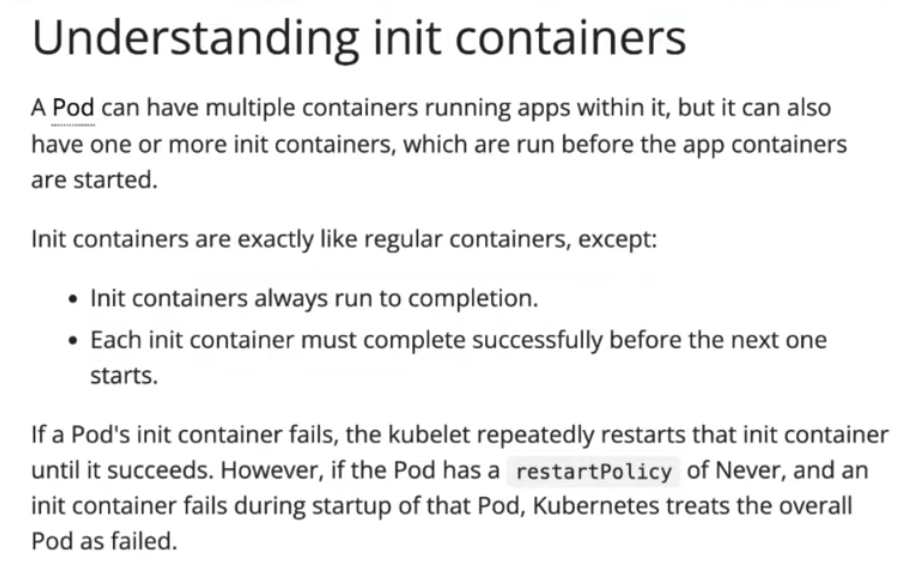 Understanding init containers
A Pod can have multiple containers running apps within it, but it can also
have one or more init containers, which are run before the app containers
are started.
Init containers are exactly like regular containers, except:
• Init containers always run to completion.
• Each init container must complete successfully before the next one
starts.
If a Pod's init container fails, the kubelet repeatedly restarts that init container
until it succeeds. However, if the Pod has a restartPolicy of Never, and an
init container fails during startup of that Pod, Kubernetes treats the overall
Pod as failed.